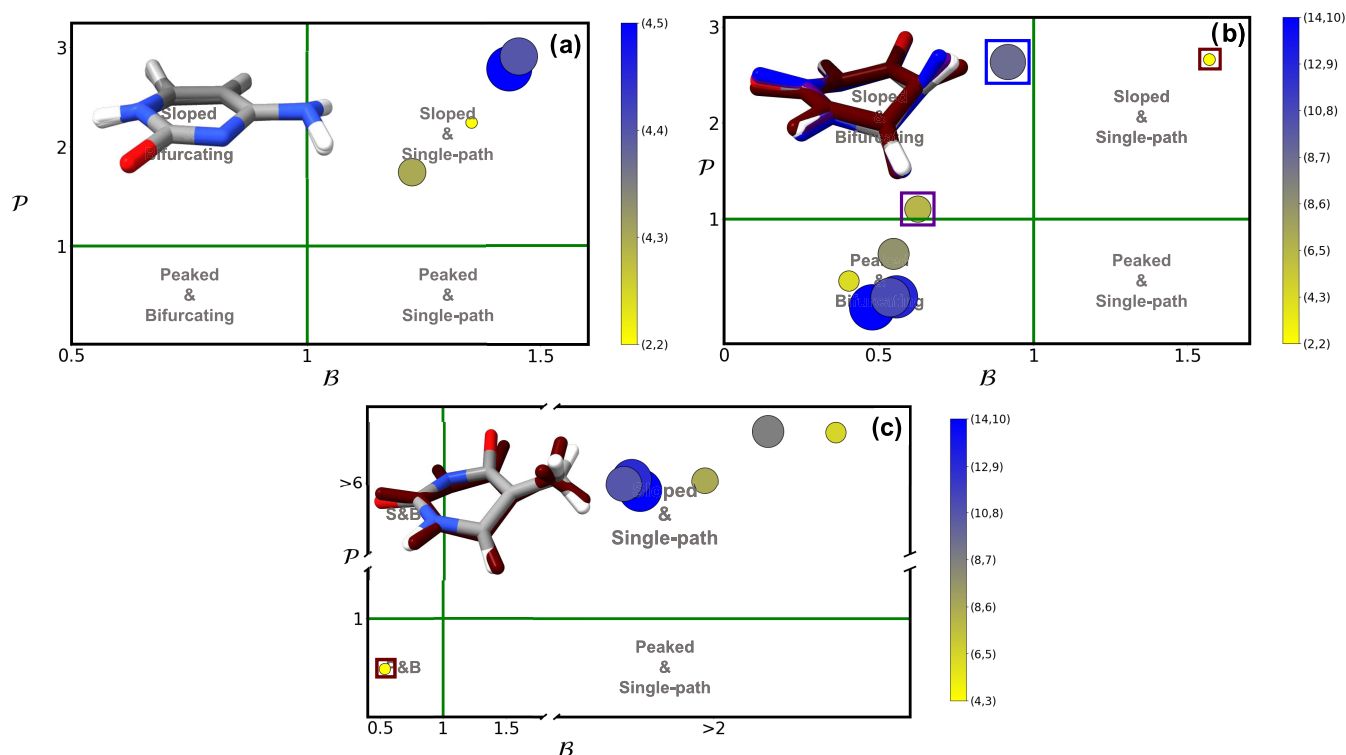 (a)
3
2
1
0.5
1
1.5
𝒫
ℬ
Sloped
Bifurcating
Sloped
&
Single-path
Peaked
&
Bifurcating
Peaked
&
Single-path
(4,5)
(4,4)
(4,3)
(2,2)
(b)
3
2
1
0
0.5
1
1.5
𝒫
ℬ
Sloped
&
Bifurcating
Sloped
&
Single-path
Peaked
&
Bifurcating
Peaked
&
Single-path
(14,10)
(12,9)
(10,8)
(8,7)
(8,6)
(6,5)
(4,3)
(2,2)
(c)
>6
1
0.5
1
1.5
>2
𝒫
ℬ
S&B
Sloped
&
Single-path
&B
Peaked
&
Single-path
(14,10)
(12,9)
(10,8)
(8,7)
(8,6)
(6,5)
(4,3)